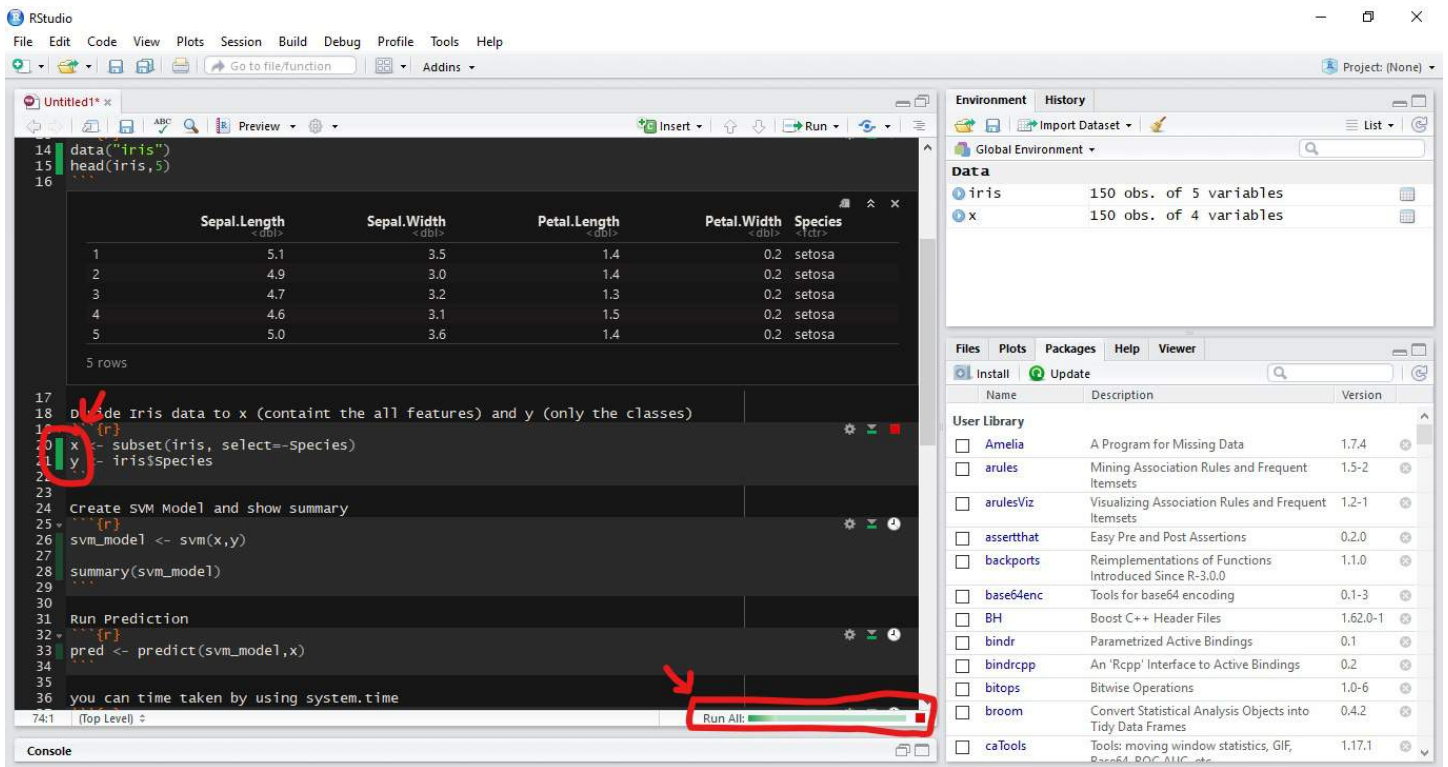 RStudio
File Edit Code View Plots Session Build Debug Profile Tools Help
Go to file/function Addins Project: (None)
Untitled1*
ABC Preview Insert Run
14 data("iris")
15 head(iris,5)
16 ```
Sepal.Length Sepal.Width Petal.Length Petal.Width Species
<dbl> <dbl> <dbl> <dbl> <fctr>
1 5.1 3.5 1.4 0.2 setosa
2 4.9 3.0 1.4 0.2 setosa
3 4.7 3.2 1.3 0.2 setosa
4 4.6 3.1 1.5 0.2 setosa
5 5.0 3.6 1.4 0.2 setosa
5 rows
17
18 Divide Iris data to x (containt the all features) and y (only the classes)
19 ```{r}
20 x <- subset(iris, select=-Species)
21 y <- iris$Species
22 ```
23
24 Create SVM Model and show summary
25 ```{r}
26 svm_model <- svm(x,y)
27
28 summary(svm_model)
29 ```
30
31 Run Prediction
32 ```{r}
33 pred <- predict(svm_model,x)
34 ```
35
36 you can time taken by using system.time
74:1 (Top Level) Run All:
Console
Environment History
Import Dataset List
Global Environment
Data
iris 150 obs. of 5 variables
x 150 obs. of 4 variables
Files Plots Packages Help Viewer
Install Update
Name Description Version
User Library
Amelia A Program for Missing Data 1.7.4
arules Mining Association Rules and Frequent 1.5-2
Itemsets
arulesViz Visualizing Association Rules and Frequent 1.2-1
Itemsets
assertthat Easy Pre and Post Assertions 0.2.0
backports Reimplementations of Functions 1.1.0
Introduced Since R-3.0.0
base64enc Tools for base64 encoding 0.1-3
BH Boost C++ Header Files 1.62.0-1
bindr Parametrized Active Bindings 0.1
bindrcpp An 'Rcpp' Interface to Active Bindings 0.2
bitops Bitwise Operations 1.0-6
broom Convert Statistical Analysis Objects into 0.4.2
Tidy Data Frames
caTools Tools: moving window statistics, GIF, 1.17.1
Base64, ROC AUC, etc.